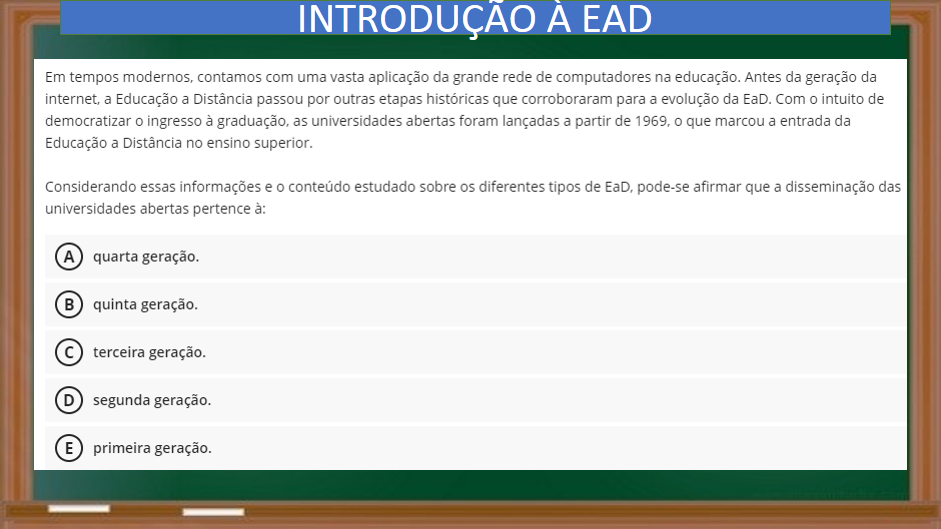 INTRODUÇÃO À EAD
Em tempos modernos, contamos com uma vasta aplicação da grande rede de computadores na educação. Antes da geração da
internet, a Educação a Distância passou por outras etapas históricas que corroboraram para a evolução da EaD. Com o intuito de
democratizar o ingresso à graduação, as universidades abertas foram lançadas a partir de 1969, o que marcou a entrada da
Educação a Distância no ensino superior.
Considerando essas informações e o conteúdo estudado sobre os diferentes tipos de EaD, pode-se afirmar que a disseminação das
universidades abertas pertence à:
A quarta geração.
B quinta geração.
C terceira geração.
D segunda geração.
E primeira geração.